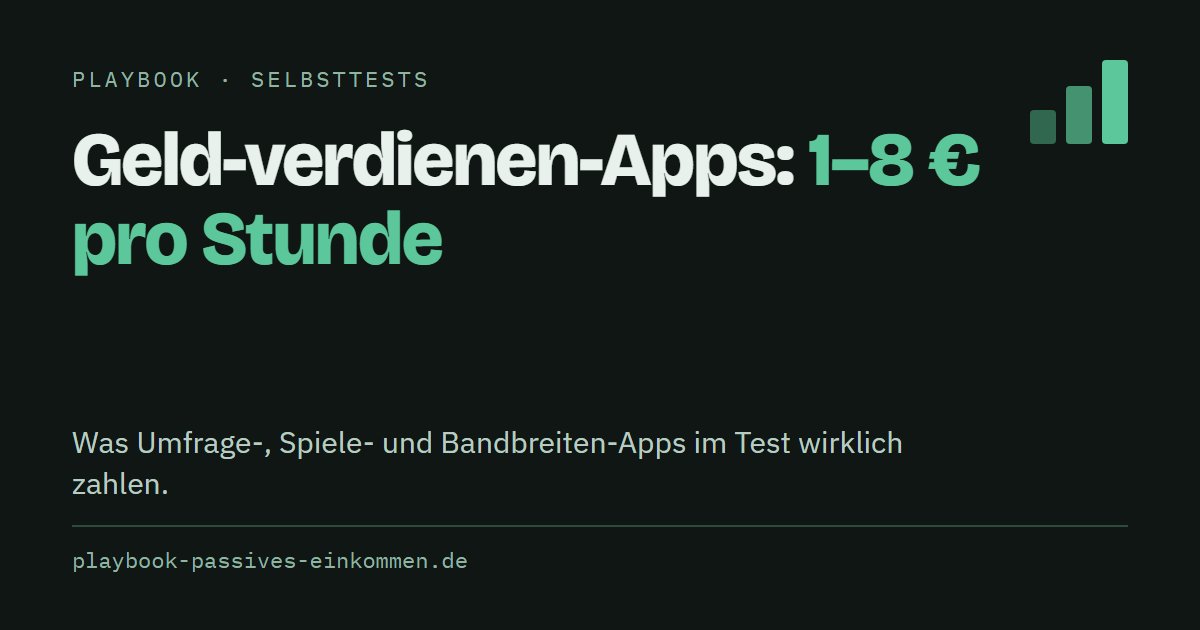 PLAYBOOK · SELBSTTESTS
Geld-verdienen-Apps: 1–8 €
pro Stunde
Was Umfrage-, Spiele- und Bandbreiten-Apps im Test wirklich
zahlen.
playbook-passives-einkommen.de